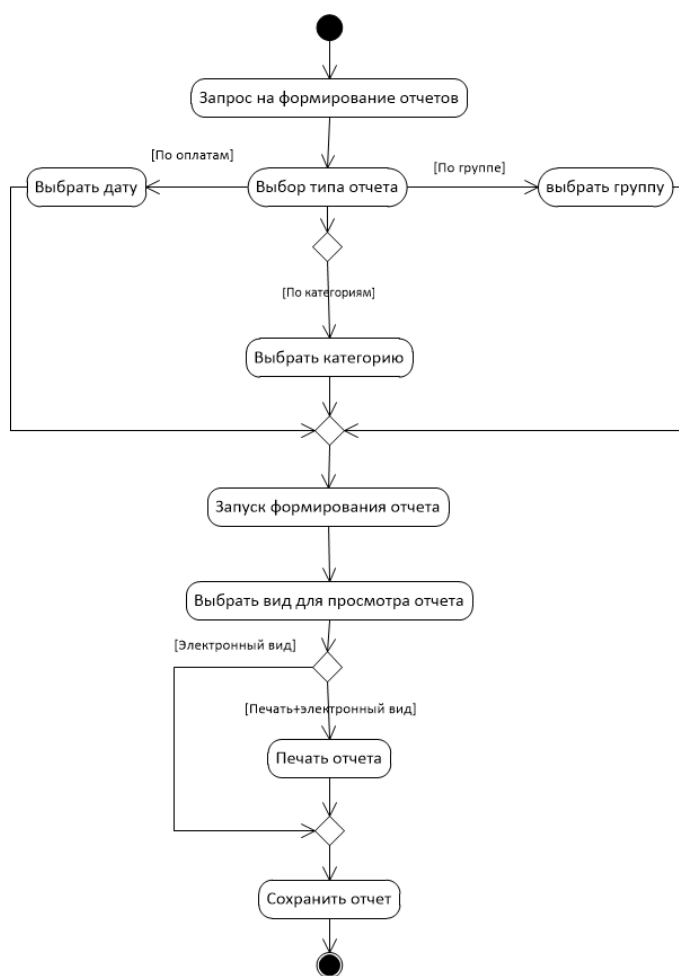 Запрос на формирование отчетов
[По оплатам]
[По группе]
Выбрать дату
Выбор типа отчета
выбрать группу
[По категориям]
Выбрать категорию
Запуск формирования отчета
Выбрать вид для просмотра отчета
[Электронный вид]
[Печать+электронный вид]
Печать отчета
Сохранить отчет